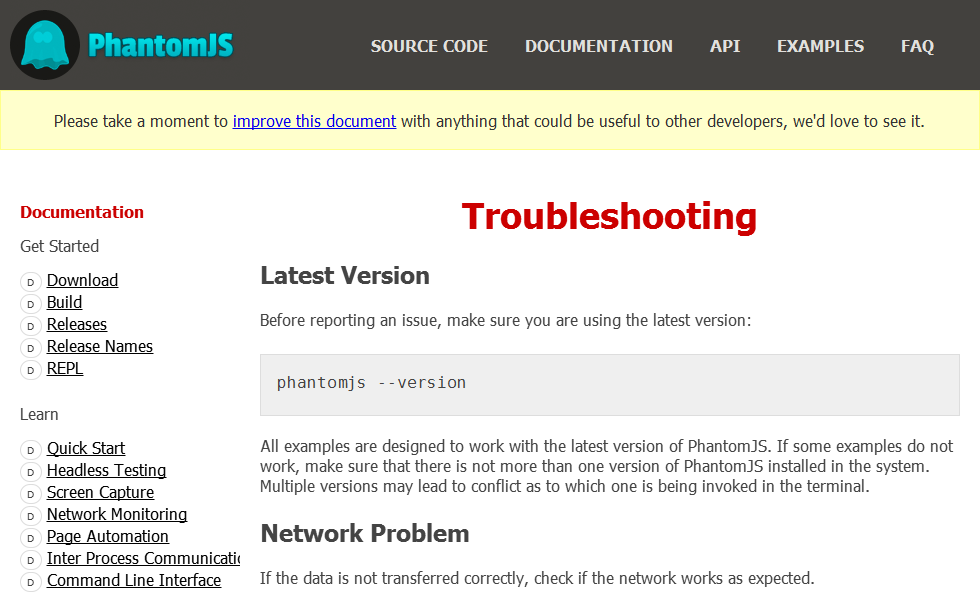 PhantomJS
SOURCE CODE DOCUMENTATION API EXAMPLES FAQ
Please take a moment to improve this document with anything that could be useful to other developers, we'd love to see it.
Documentation
Get Started
D Download
D Build
D Releases
D Release Names
D REPL
Learn
D Quick Start
D Headless Testing
D Screen Capture
D Network Monitoring
D Page Automation
D Inter Process Communicatio
D Command Line Interface
Troubleshooting
Latest Version
Before reporting an issue, make sure you are using the latest version:
phantomjs --version
All examples are designed to work with the latest version of PhantomJS. If some examples do not
work, make sure that there is not more than one version of PhantomJS installed in the system.
Multiple versions may lead to conflict as to which one is being invoked in the terminal.
Network Problem
If the data is not transferred correctly, check if the network works as expected.